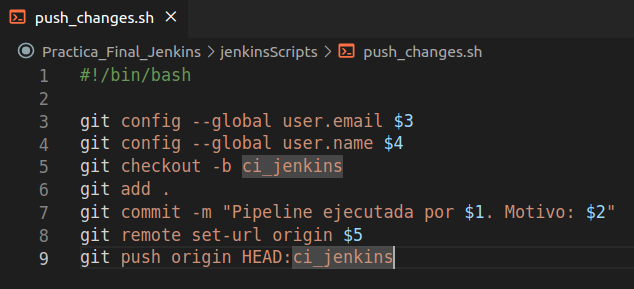 push_changes.sh
Practica_Final_Jenkins > jenkinsScripts > push_changes.sh
1 #!/bin/bash
2
3 git config --global user.email $3
4 git config --global user.name $4
5 git checkout -b ci_jenkins
6 git add .
7 git commit -m "Pipeline ejecutada por $1. Motivo: $2"
8 git remote set-url origin $5
9 git push origin HEAD:ci_jenkins